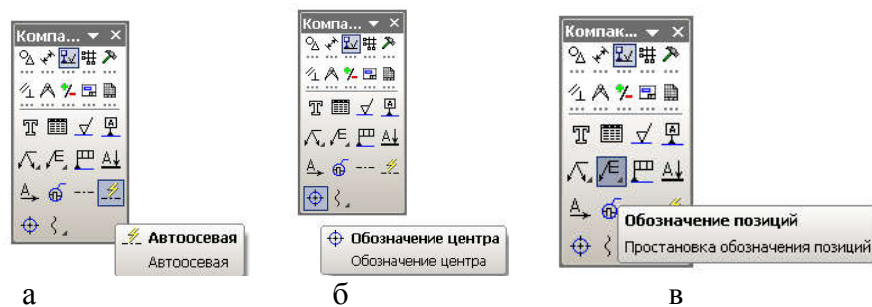 Компа...
Автоосевая
Автоосевая
а
Компа...
Обозначение центра
Обозначение центра
б
Компак...
Обозначение позиций
Простановка обозначения позиций
в